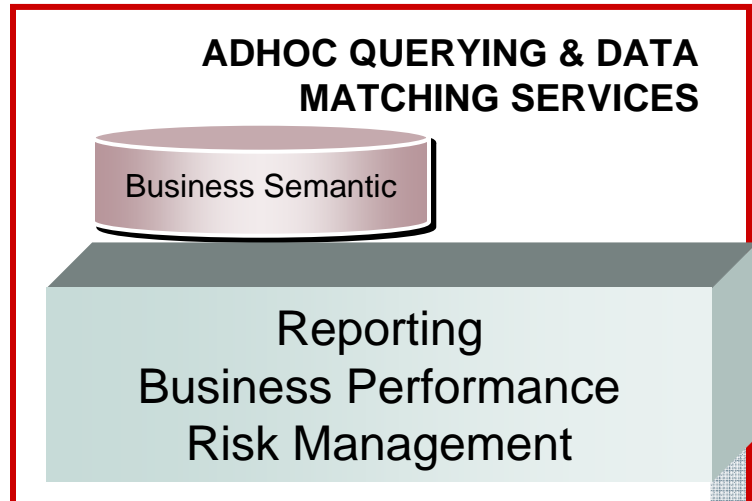 ADHOC QUERYING & DATA
MATCHING SERVICES
Business Semantic
Reporting
Business Performance
Risk Management